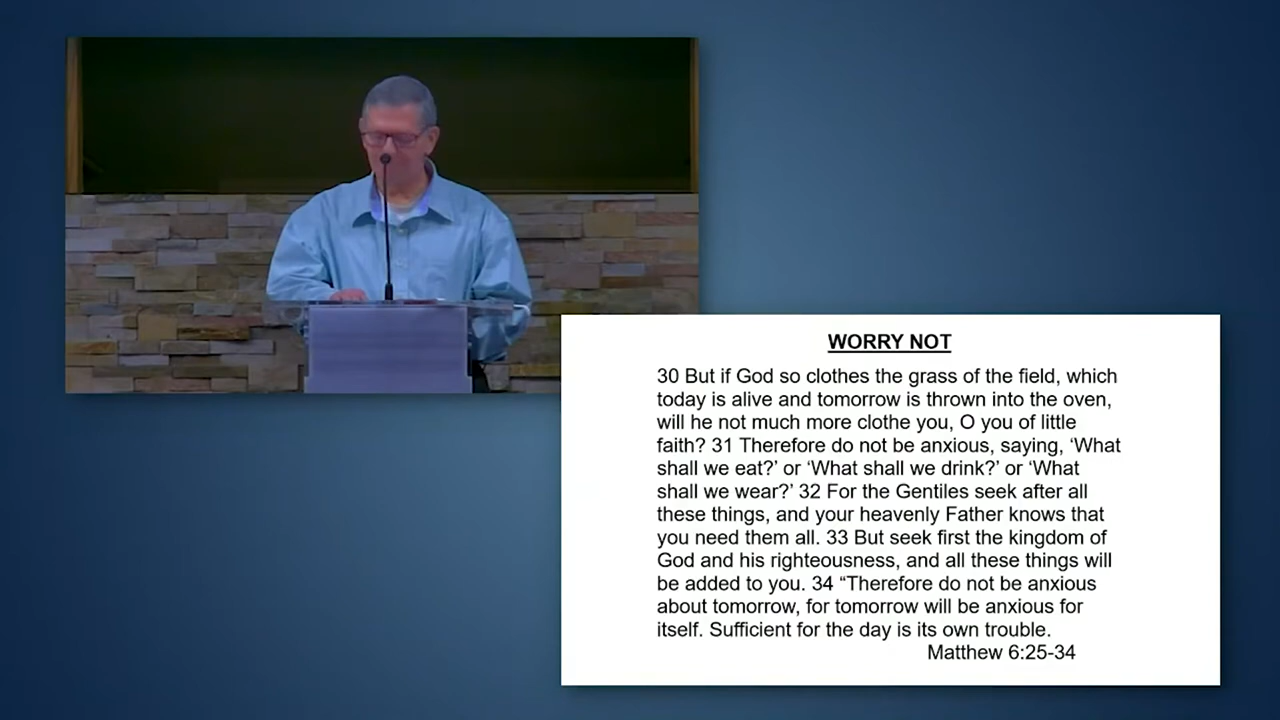 WORRY NOT
30 But if God so clothes the grass of the field, which
today is alive and tomorrow is thrown into the oven,
will he not much more clothe you, O you of little
faith? 31 Therefore do not be anxious, saying, ‘What
shall we eat?’ or ‘What shall we drink?’ or ‘What
shall we wear?’ 32 For the Gentiles seek after all
these things, and your heavenly Father knows that
you need them all. 33 But seek first the kingdom of
God and his righteousness, and all these things will
be added to you. 34 “Therefore do not be anxious
about tomorrow, for tomorrow will be anxious for
itself. Sufficient for the day is its own trouble.
Matthew 6:25-34